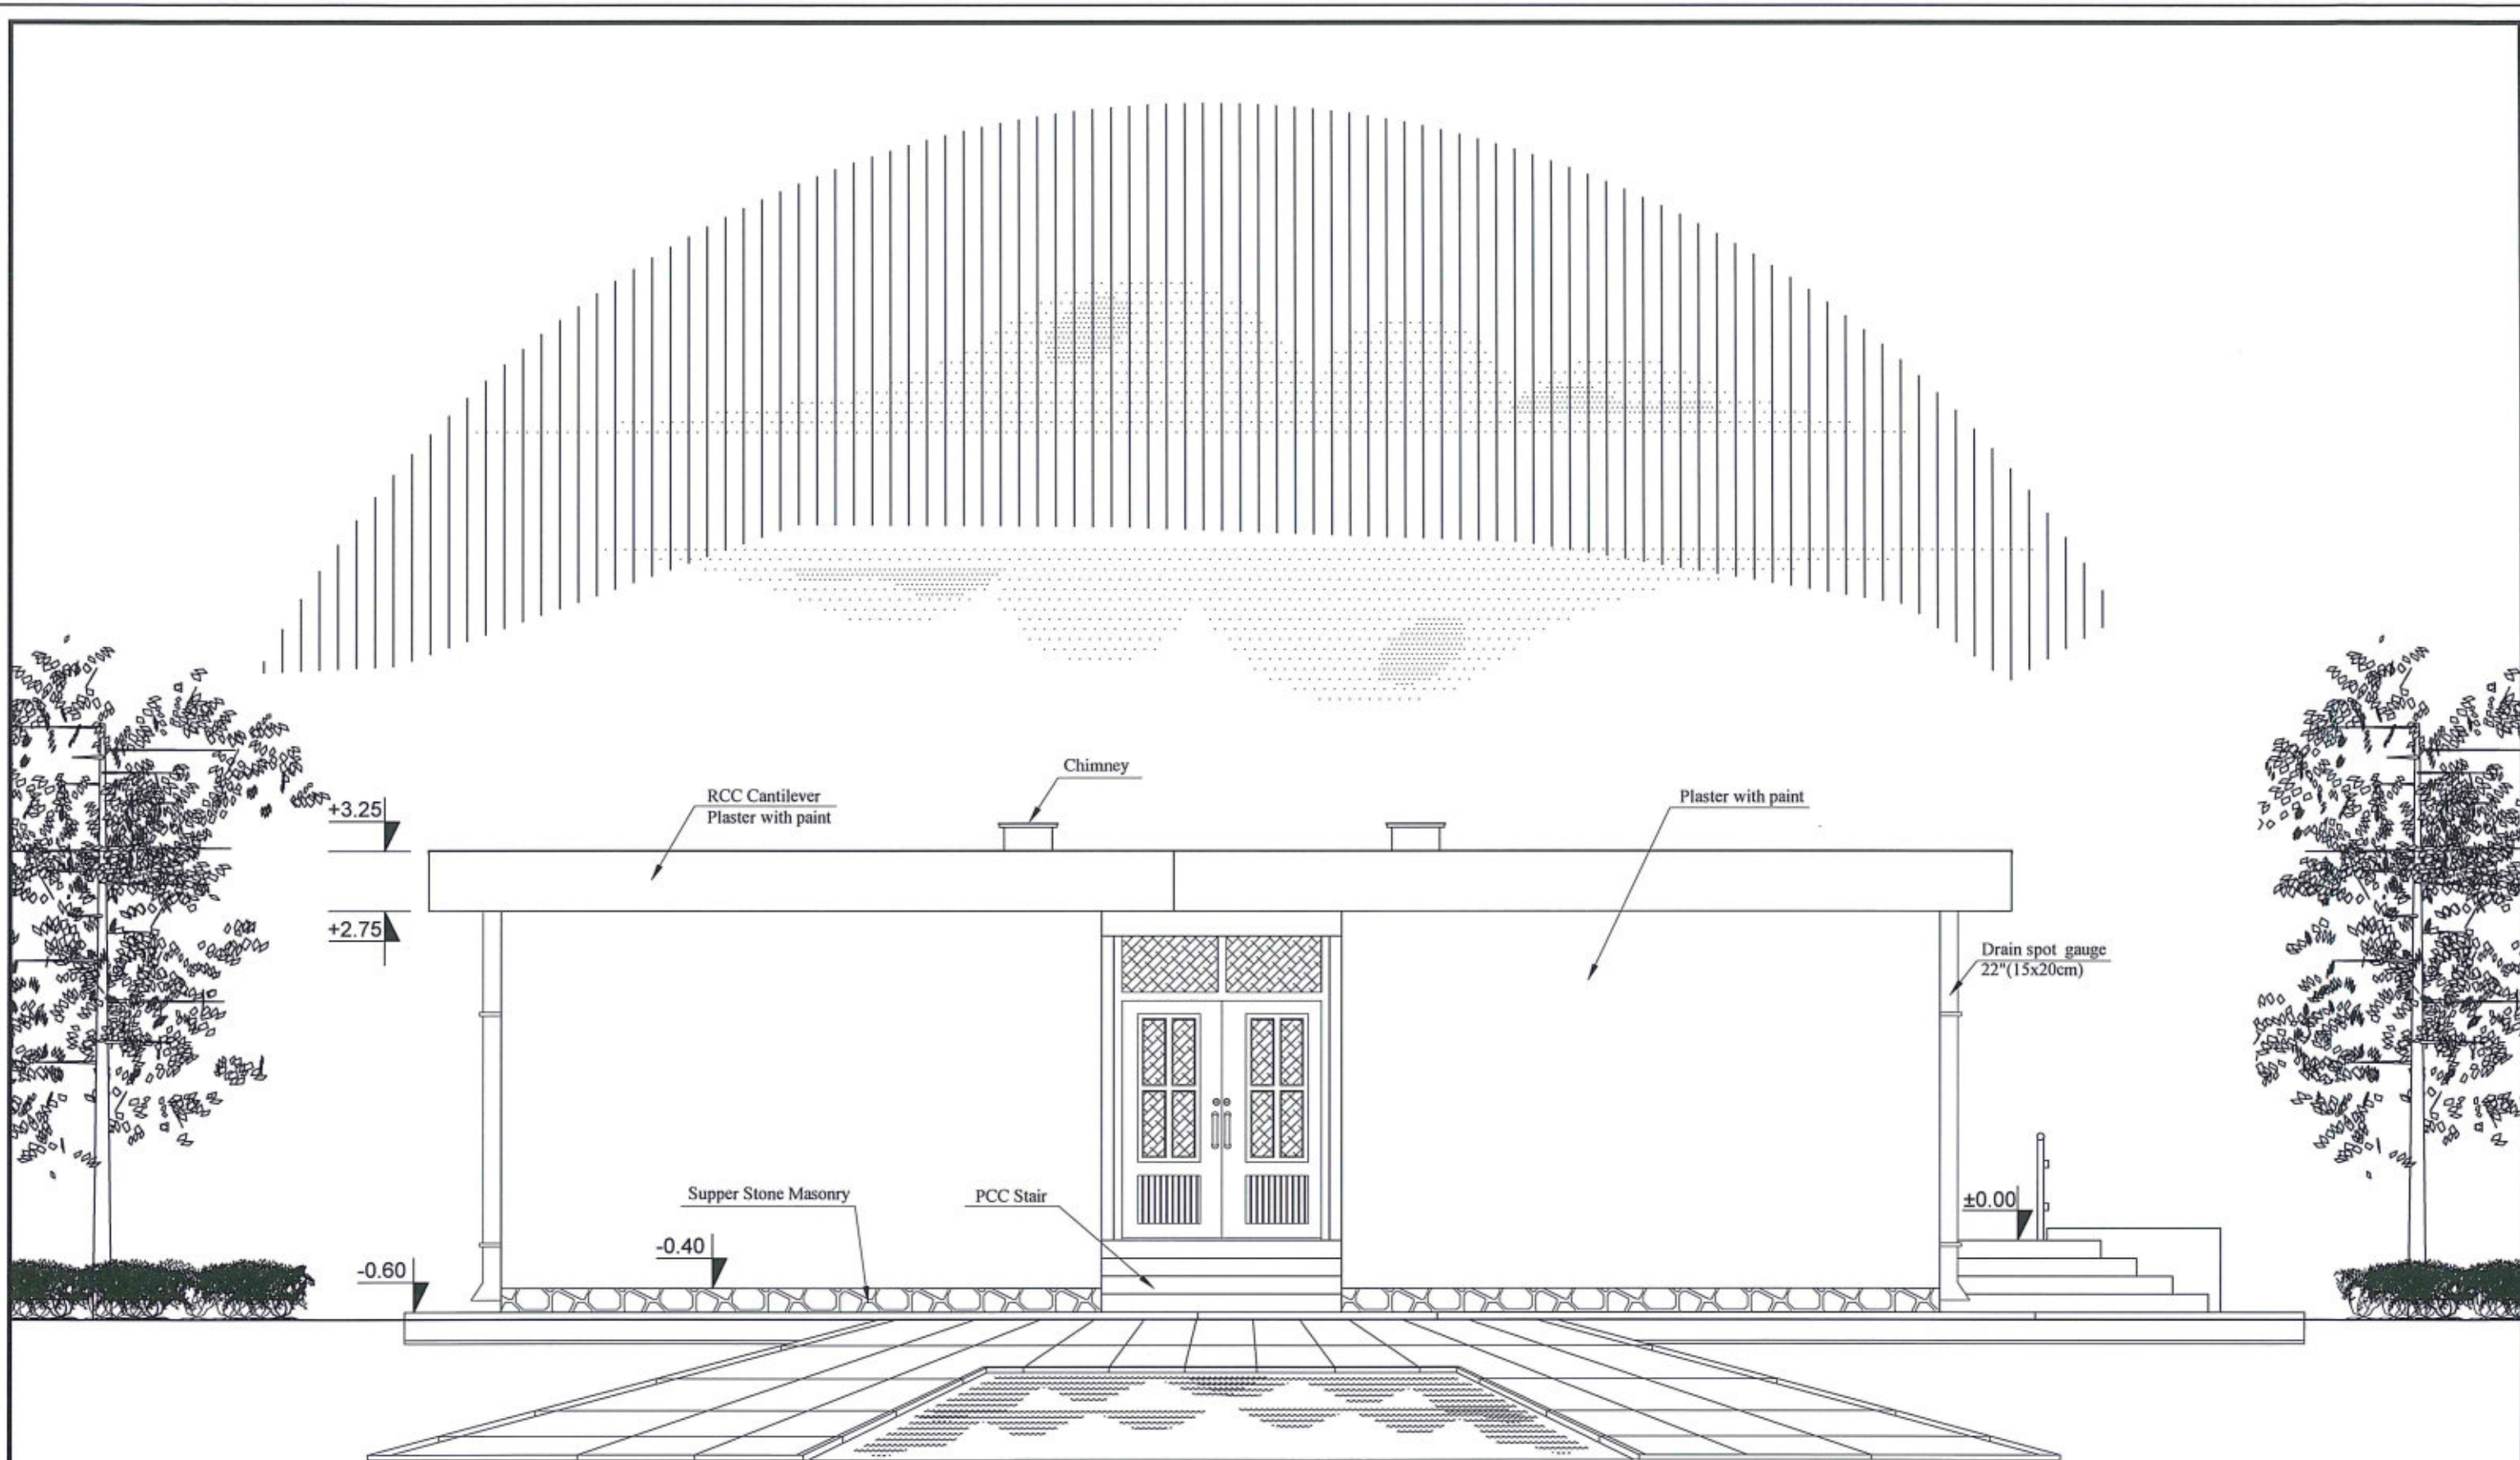 Chimney
RCC Cantilever
Plaster with paint
Plaster with paint
+3.25
+2.75
Drain spot gauge
22"(15x20cm)
Supper Stone Masonry
PCC Stair
±0.00
-0.40
-0.60